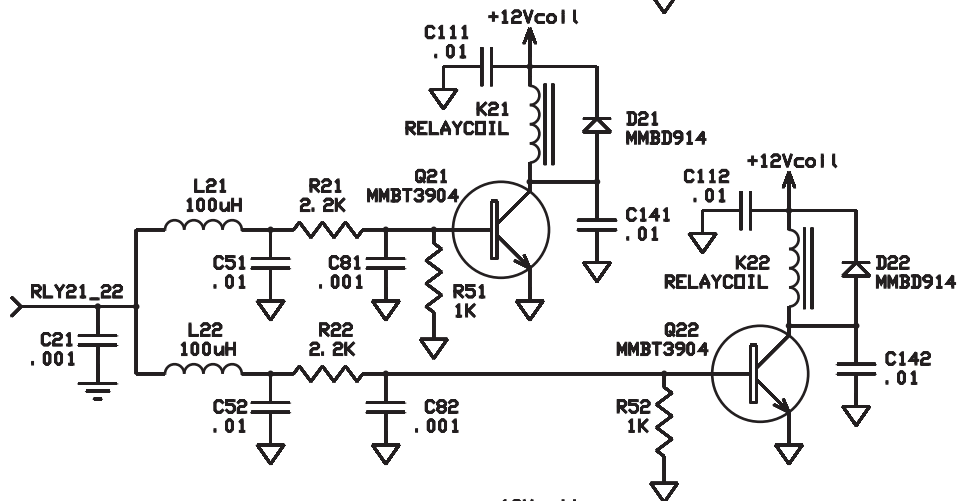 +12Vcoil
C111
.01
K21
RELAYCOIL
D21
MMBD914
+12Vcoil
Q21
MMBT3904
C112
.01
L21
100uH
R21
2.2K
C141
.01
C51
.01
C81
.001
K22
RELAYCOIL
D22
MMBD914
RLY21_22
R51
1K
C21
.001
L22
100uH
R22
2.2K
Q22
MMBT3904
C142
.01
C52
.01
C82
.001
R52
1K